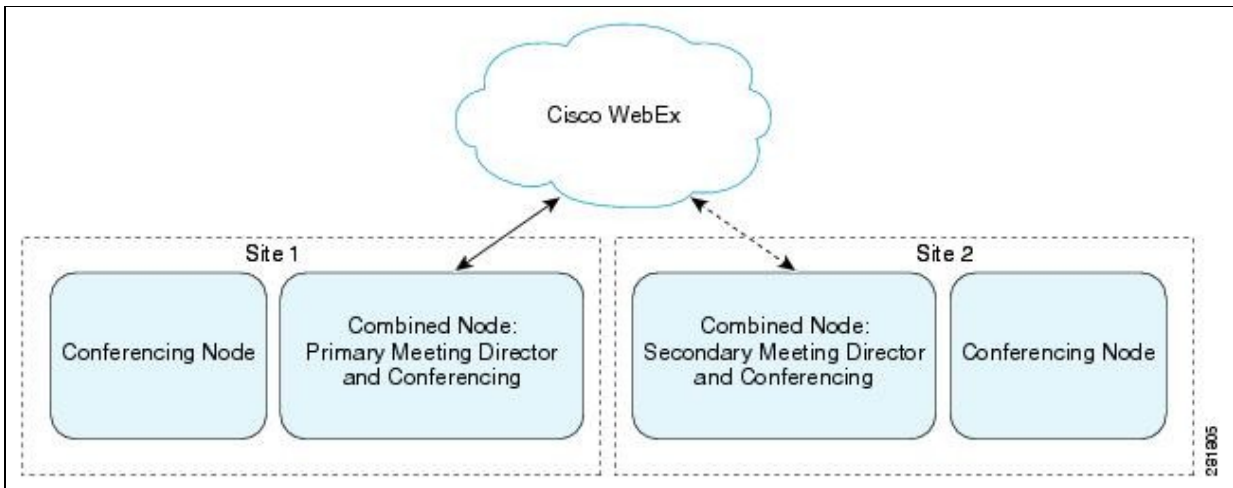 Cisco WebEx
Site 1
Site 2
Conferencing Node
Combined Node:
Primary Meeting Director
and Conferencing
Combined Node:
Secondary Meeting Director
and Conferencing
Conferencing Node
281905